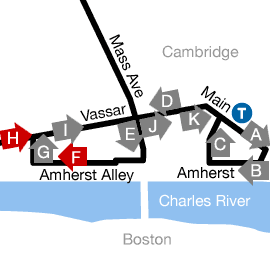 Mass Ave
Cambridge
D
Main
Vassar
K
T
H
I
E
J
A
G
F
C
B
Amherst Alley
Amherst
Charles River
Boston